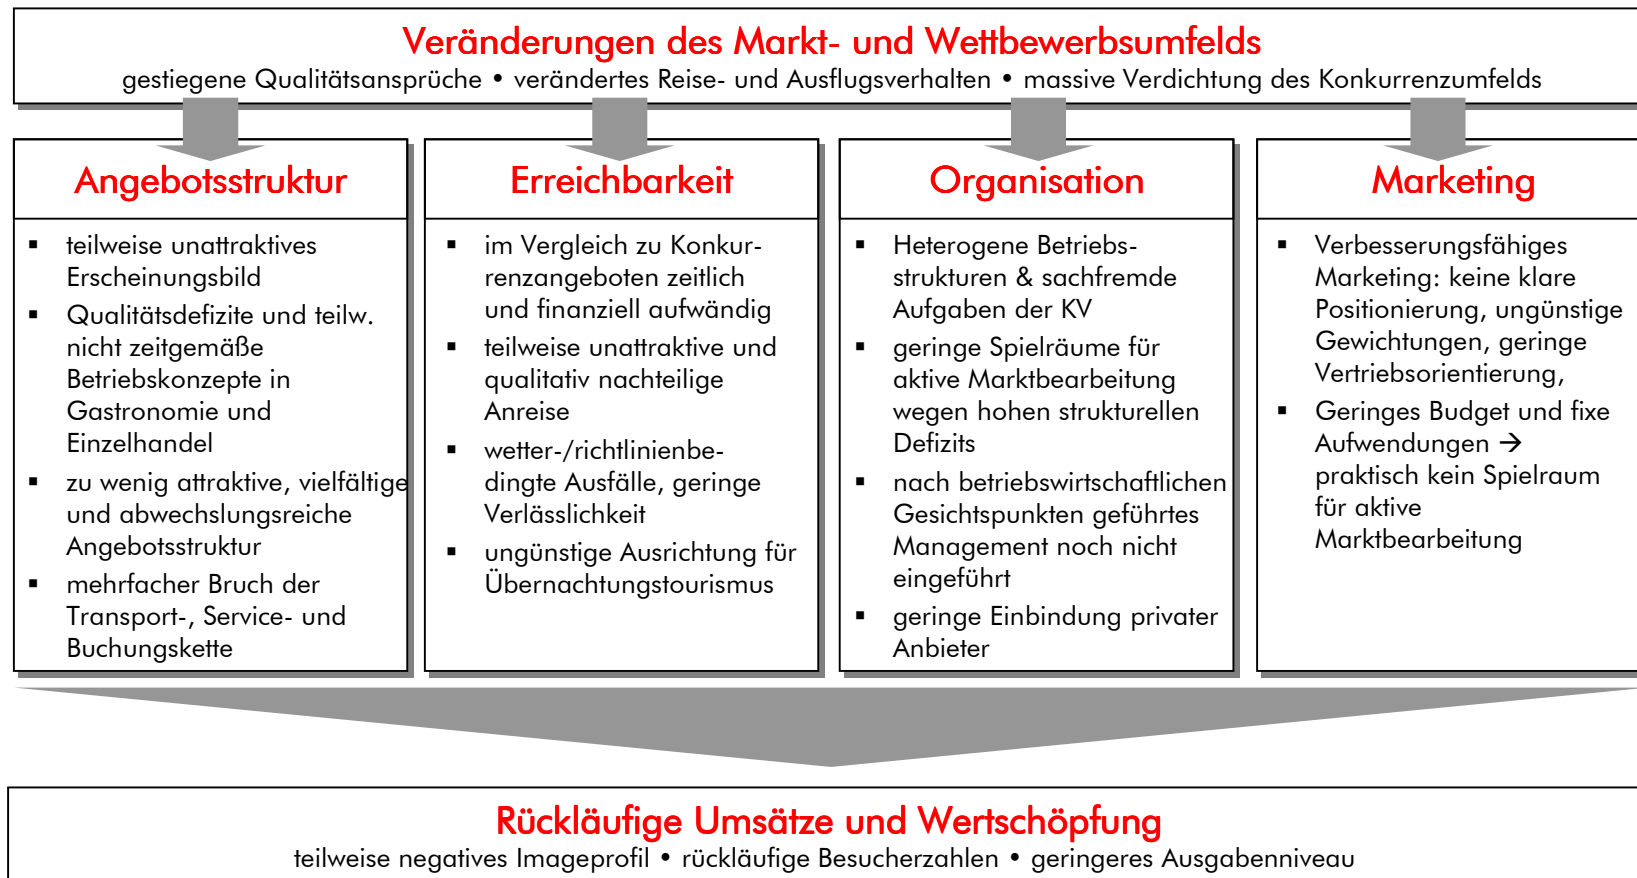 Veränderungen des Markt- und Wettbewerbsumfelds
gestiegene Qualitätsansprüche • verändertes Reise- und Ausflugsverhalten • massive Verdichtung des Konkurrenzumfelds
Angebotsstruktur
▪ teilweise unattraktives
Erscheinungsbild
▪ Qualitätsdefizite und teilw.
nicht zeitgemäße
Betriebskonzepte in
Gastronomie und
Einzelhandel
▪ zu wenig attraktive, vielfältige
und abwechslungsreiche
Angebotsstruktur
▪ mehrfacher Bruch der
Transport-, Service- und
Buchungskette
Erreichbarkeit
▪ im Vergleich zu Konkur-
renzangeboten zeitlich
und finanziell aufwändig
▪ teilweise unattraktive und
qualitativ nachteilige
Anreise
▪ wetter-/richtlinienbe-
dingte Ausfälle, geringe
Verlässlichkeit
▪ ungünstige Ausrichtung für
Übernachtungstourismus
Organisation
▪ Heterogene Betriebs-
strukturen & sachfremde
Aufgaben der KV
▪ geringe Spielräume für
aktive Marktbearbeitung
wegen hohen strukturellen
Defizits
▪ nach betriebswirtschaftlichen
Gesichtspunkten geführtes
Management noch nicht
eingeführt
▪ geringe Einbindung privater
Anbieter
Marketing
▪ Verbesserungsfähiges
Marketing: keine klare
Positionierung, ungünstige
Gewichtungen, geringe
Vertriebsorientierung,
▪ Geringes Budget und fixe
Aufwendungen →
praktisch kein Spielraum
für aktive
Marktbearbeitung
Rückläufige Umsätze und Wertschöpfung
teilweise negatives Imageprofil • rückläufige Besucherzahlen • geringeres Ausgabenniveau